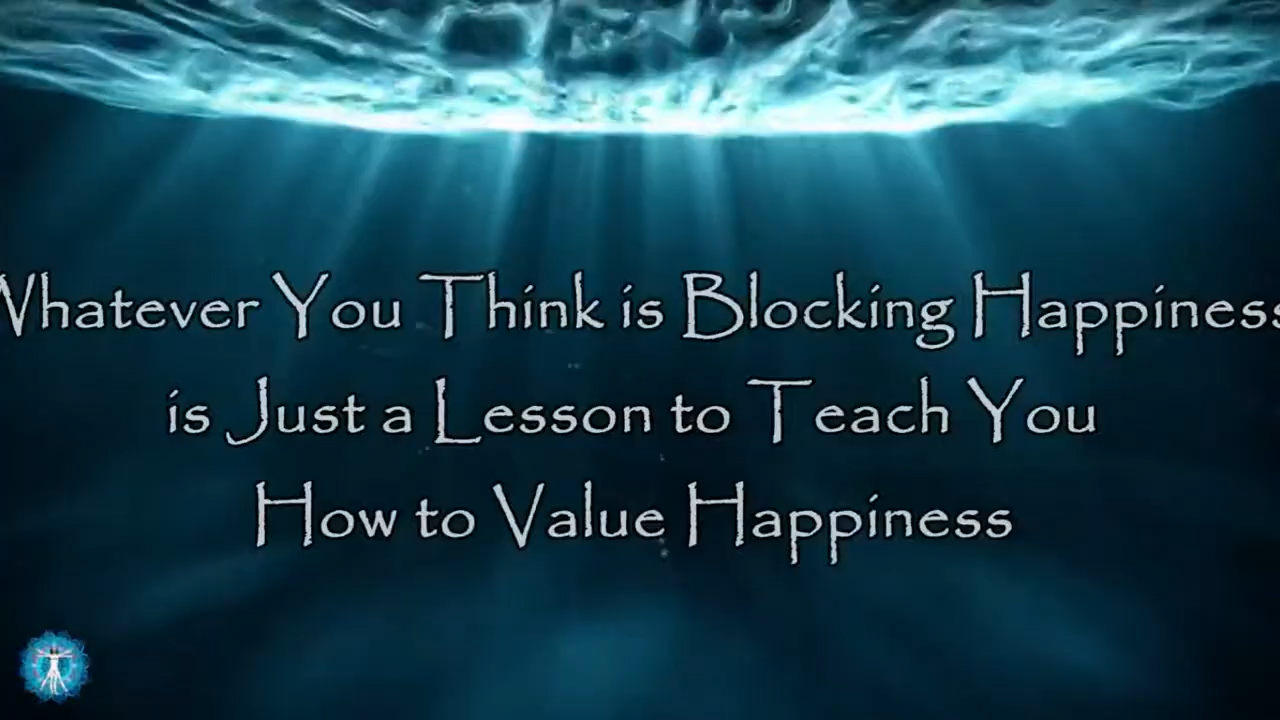 Whatever You Think is Blocking Happiness
is Just a Lesson to Teach You
How to Value Happiness